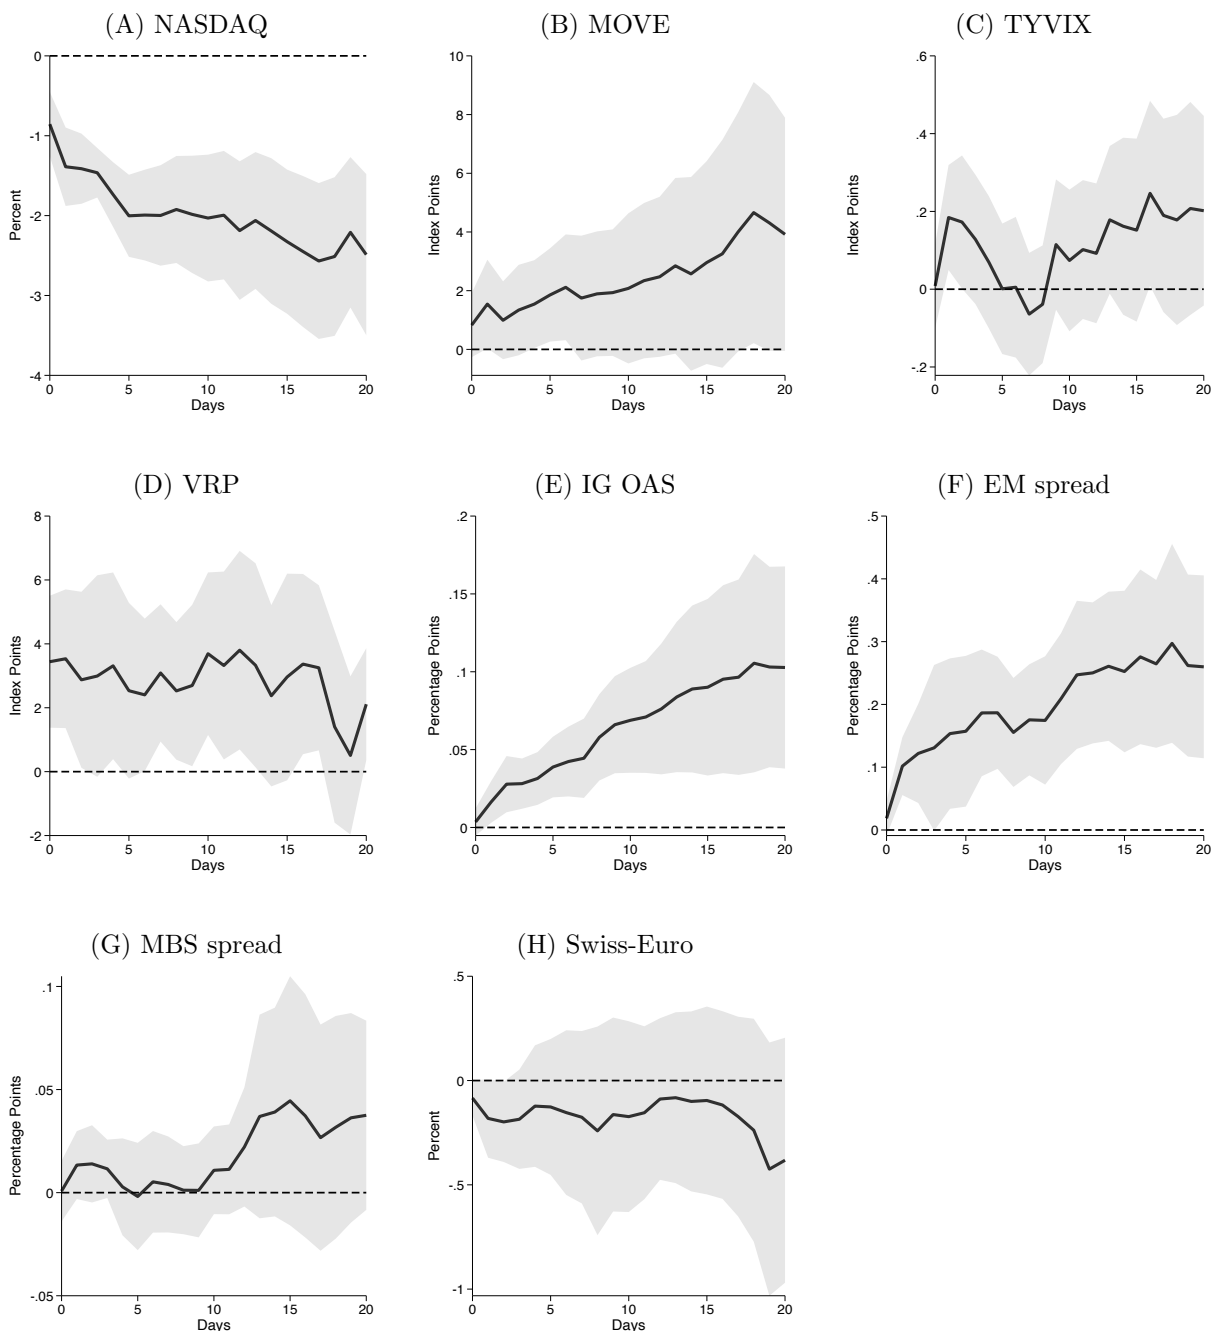 (A) NASDAQ
0
-1
-2
-3
-4
Percent
0 5 10 15 20
Days
(B) MOVE
10
8
6
4
2
0
Index Points
0 5 10 15 20
Days
(C) TYVIX
.6
.4
.2
0
-.2
Index Points
0 5 10 15 20
Days
(D) VRP
8
6
4
2
0
-2
Index Points
0 5 10 15 20
Days
(E) IG OAS
.2
.15
.1
.05
0
Percentage Points
0 5 10 15 20
Days
(F) EM spread
.5
.4
.3
.2
.1
0
Percentage Points
0 5 10 15 20
Days
(G) MBS spread
.1
.05
0
-.05
Percentage Points
0 5 10 15 20
Days
(H) Swiss-Euro
.5
0
-.5
-1
Percent
0 5 10 15 20
Days